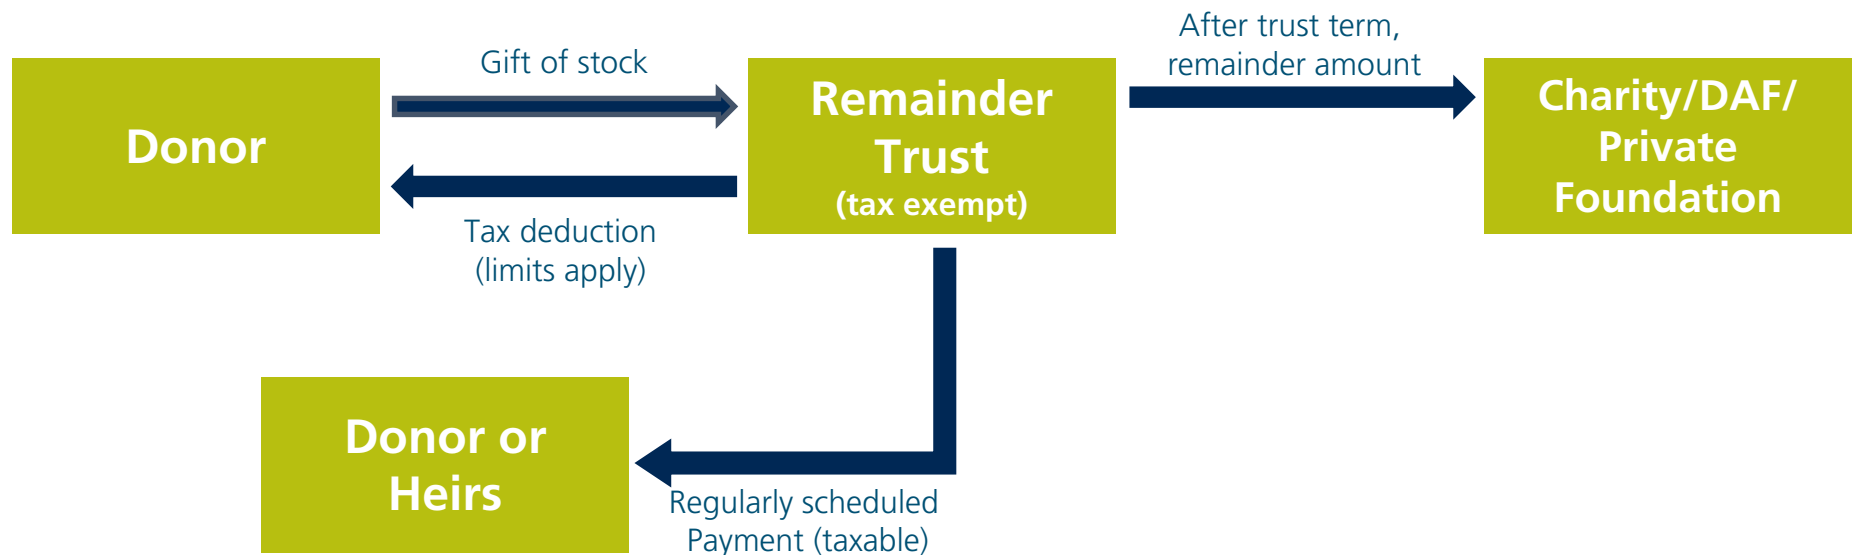 Donor
Gift of stock
Tax deduction
(limits apply)
Remainder
Trust
(tax exempt)
After trust term,
remainder amount
Charity/DAF/
Private
Foundation
Donor or
Heirs
Regularly scheduled
Payment (taxable)